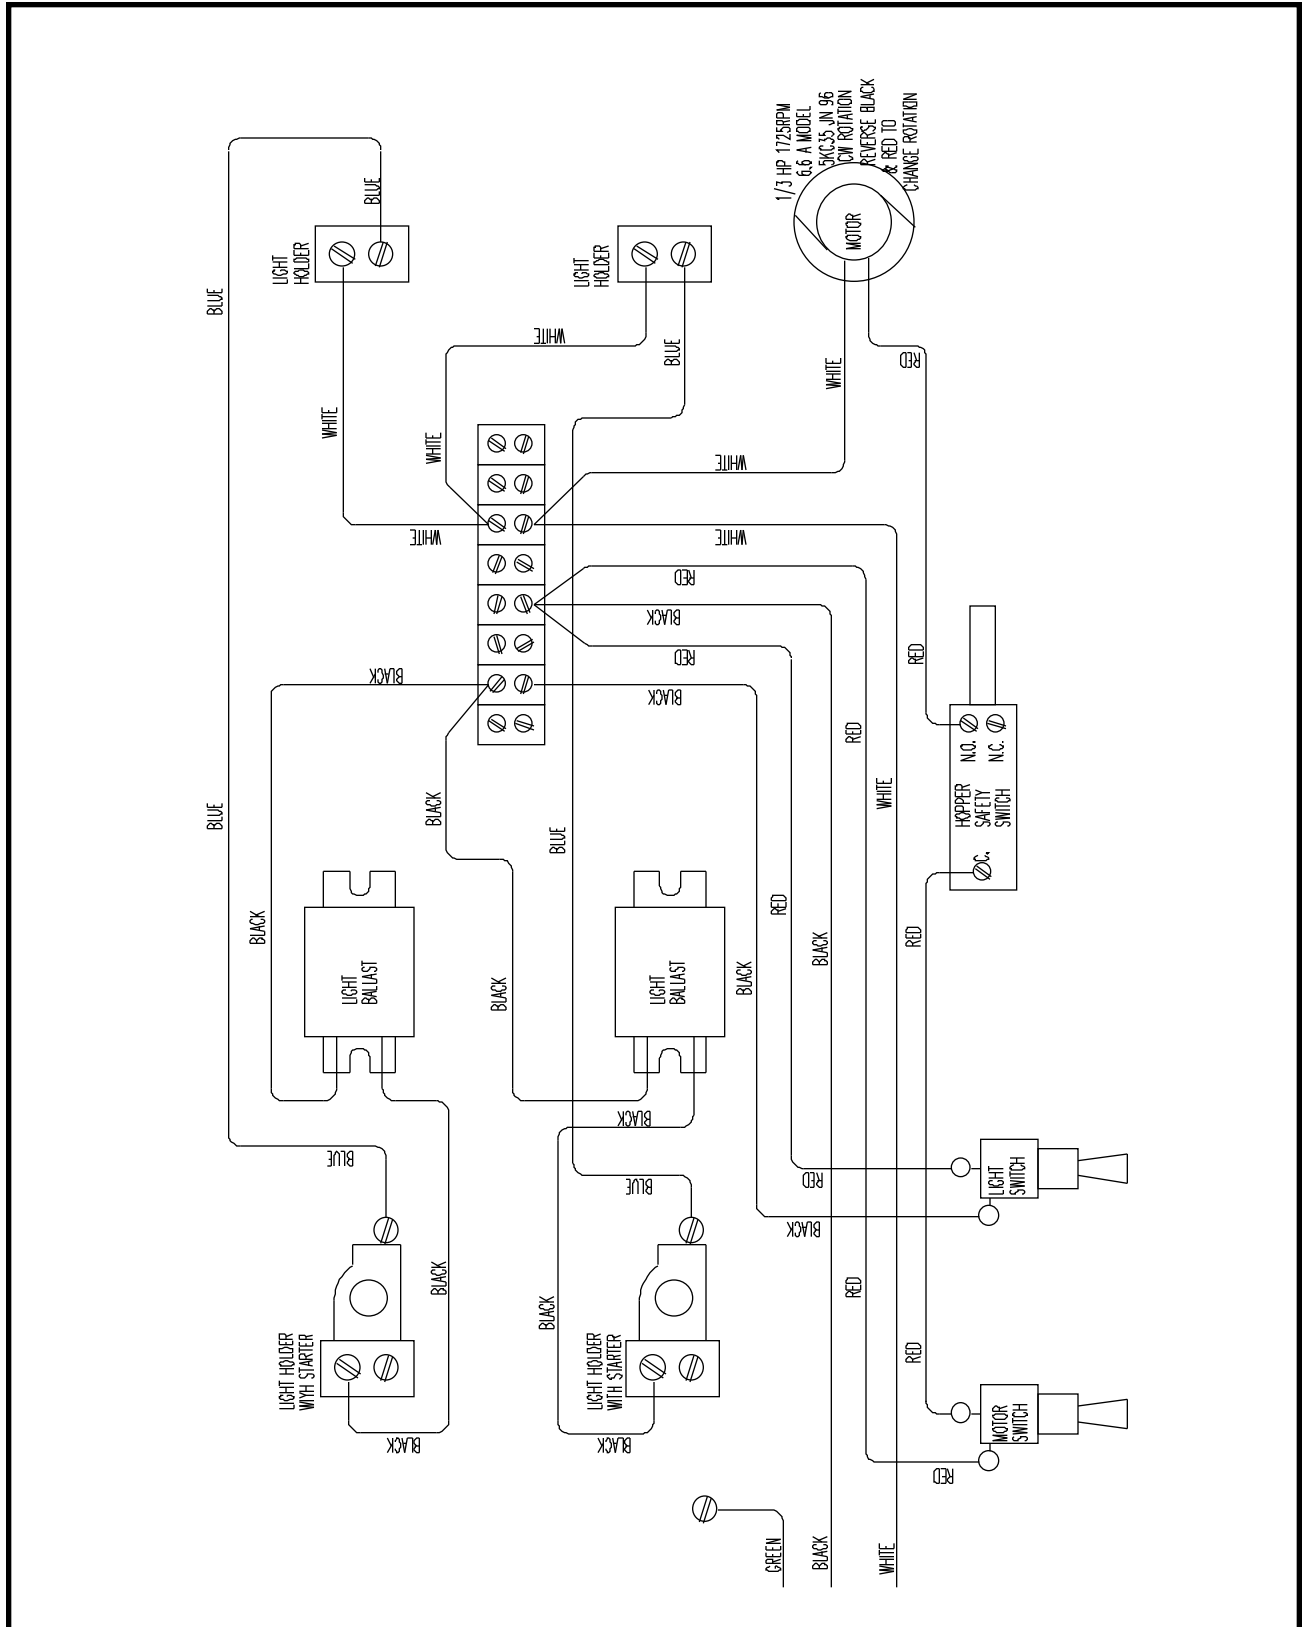 1/3 HP 1725RPM
6.6 A MODEL
5KC35 JN 96
CW ROTATION
REVERSE BLACK
& RED TO
CHANGE ROTATKIN
MOTOR
BLUE
LIGHT
HOLDER
LIGHT
HOLDER
BLUE
WHITE
BLUE
WHITE
RED
WHITE
WHITE
WHITE
WHITE
WHITE
RED
BLACK
RED
RED
BLACK
BLACK
RED
N.O.
N.C.
HOPPER
SAFETY
SWITCH
C.
BLUE
BLACK
BLUE
WHITE
BLACK
RED
BLACK
RED
LIGHT
BALLAST
BLACK
LIGHT
BALLAST
BLACK
BLACK
BLUE
BLUE
RED
LIGHT
SWITCH
BLACK
BLACK
BLACK
RED
RED
LIGHT HOLDER
WIYH STARTER
LIGHT HOLDER
WITH STARTER
MOTOR
SWITCH
BLACK
BLACK
RED
GREEN
BLACK
WHITE